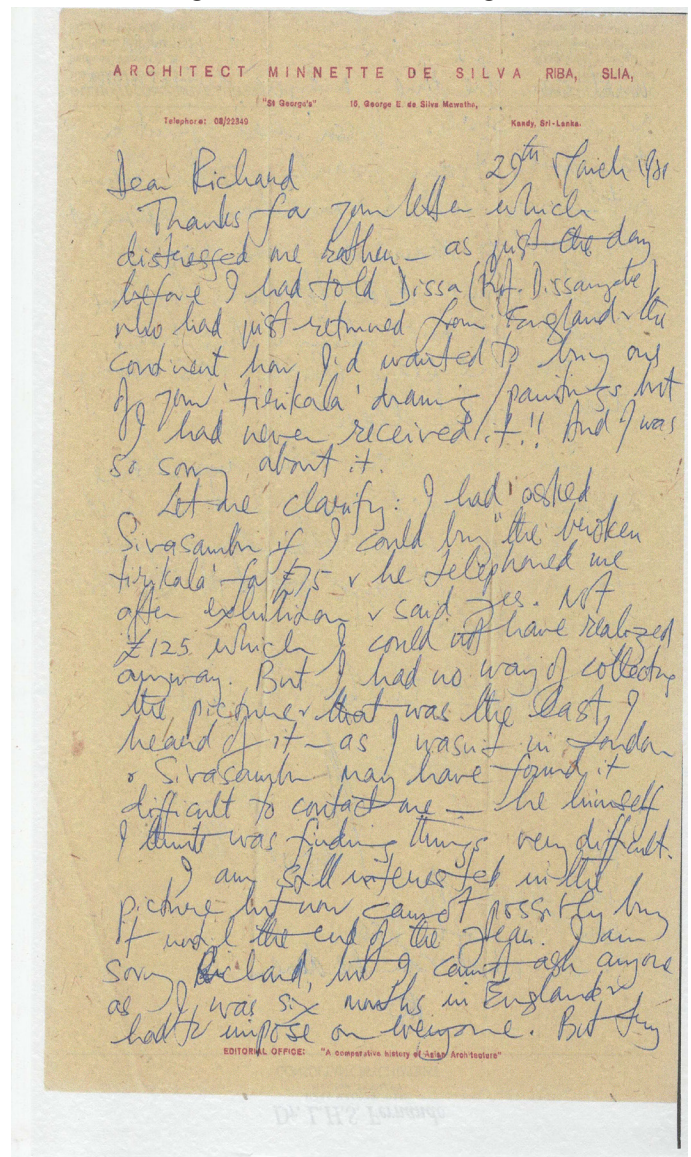 ARCHITECT MINNETTE DE SILVA RIBA, SLIA,
"St George's" 15, George E. de Silva Mawatha,
Telephone: 08/22349 Kandy, Sri-Lanka.
29th March 1981
Dear Richard
Thanks for your letter which
distressed me rather – as just the day
before I had told Dissa (Prof. Dissanayake)
who had just returned from England & the
continent how I'd wanted to buy one
of your 'tirikala' drawings/paintings but
I had never received it!! And I was
so sorry about it.
Let me clarify: I had asked
Sivasambu if I could buy "the broken
tirikala' for £75 & he telephoned me
after exhibition & said yes. Not
£125 which I could not have realized
anyway. But I had no way of collecting
the picture & that was the last I
heard of it – as I wasn't in London
& Sivasambu may have found it
difficult to contact me – he himself
I think was finding things very difficult.
I am still interested in the
picture but now cannot possibly buy
it until the end of the year. I am
sorry Richard, but I can't ask anyone
as I was six months in England &
had to impose on everyone. But
EDITORIAL OFFICE: "A comparative history of Asian Architecture"